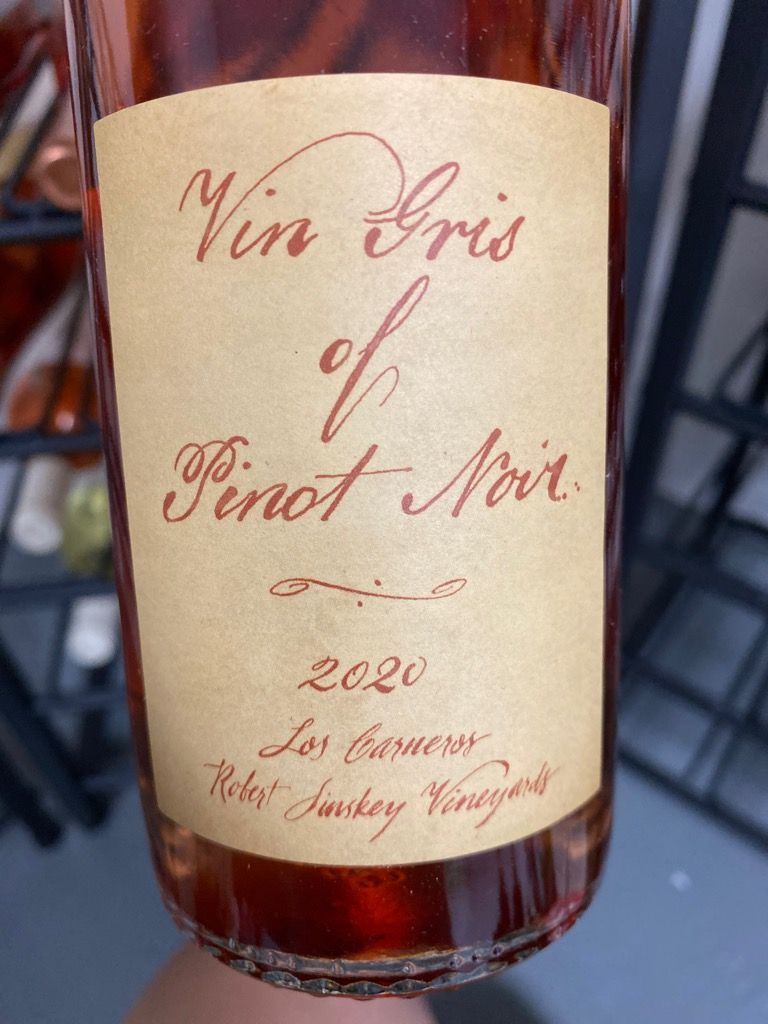 Vin Gris
of
Pinot Noir
2020
Los Carneros
Robert Sinskey Vineyards